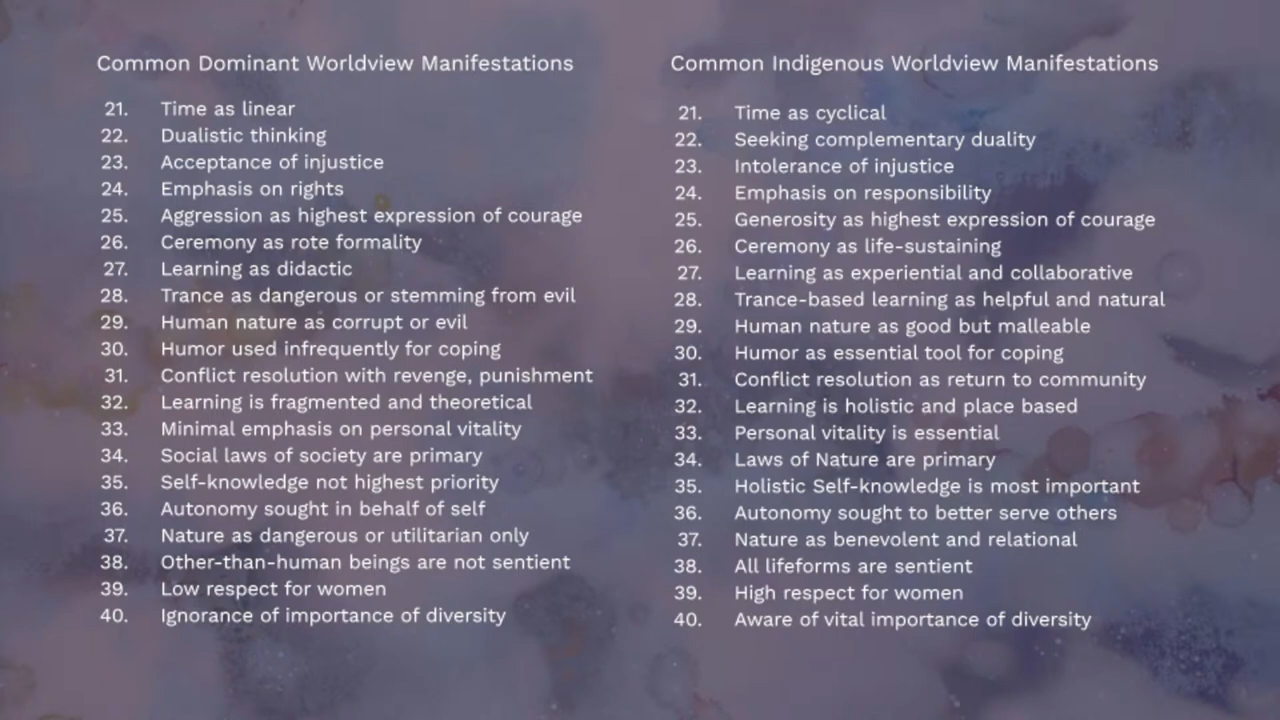 Common Dominant Worldview Manifestations
21. Time as linear
22. Dualistic thinking
23. Acceptance of injustice
24. Emphasis on rights
25. Aggression as highest expression of courage
26. Ceremony as rote formality
27. Learning as didactic
28. Trance as dangerous or stemming from evil
29. Human nature as corrupt or evil
30. Humor used infrequently for coping
31. Conflict resolution with revenge, punishment
32. Learning is fragmented and theoretical
33. Minimal emphasis on personal vitality
34. Social laws of society are primary
35. Self-knowledge not highest priority
36. Autonomy sought in behalf of self
37. Nature as dangerous or utilitarian only
38. Other-than-human beings are not sentient
39. Low respect for women
40. Ignorance of importance of diversity
Common Indigenous Worldview Manifestations
21. Time as cyclical
22. Seeking complementary duality
23. Intolerance of injustice
24. Emphasis on responsibility
25. Generosity as highest expression of courage
26. Ceremony as life-sustaining
27. Learning as experiential and collaborative
28. Trance-based learning as helpful and natural
29. Human nature as good but malleable
30. Humor as essential tool for coping
31. Conflict resolution as return to community
32. Learning is holistic and place based
33. Personal vitality is essential
34. Laws of Nature are primary
35. Holistic Self-knowledge is most important
36. Autonomy sought to better serve others
37. Nature as benevolent and relational
38. All lifeforms are sentient
39. High respect for women
40. Aware of vital importance of diversity